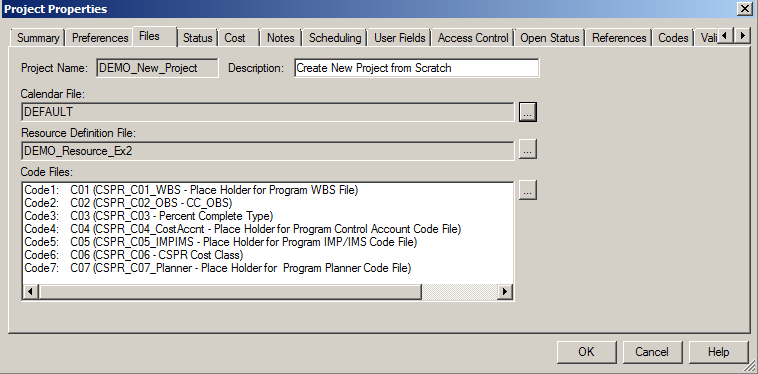 Project Properties
Summary Preferences Files Status Cost Notes Scheduling User Fields Access Control Open Status References Codes Vali
Project Name: DEMO_New_Project Description: Create New Project from Scratch
Calendar File:
DEFAULT
...
Resource Definition File:
DEMO_Resource_Ex2
...
Code Files:
...
Code1: C01 (CSPR_C01_WBS - Place Holder for Program WBS File)
Code2: C02 (CSPR_C02_OBS - CC_OBS)
Code3: C03 (CSPR_C03 - Percent Complete Type)
Code4: C04 (CSPR_C04_CostAccnt - Place Holder for Program Control Account Code File)
Code5: C05 (CSPR_C05_IMPIMS - Place Holder for Program IMP/IMS Code File)
Code6: C06 (CSPR_C06 - CSPR Cost Class)
Code7: C07 (CSPR_C07_Planner - Place Holder for Program Planner Code File)
OK Cancel Help